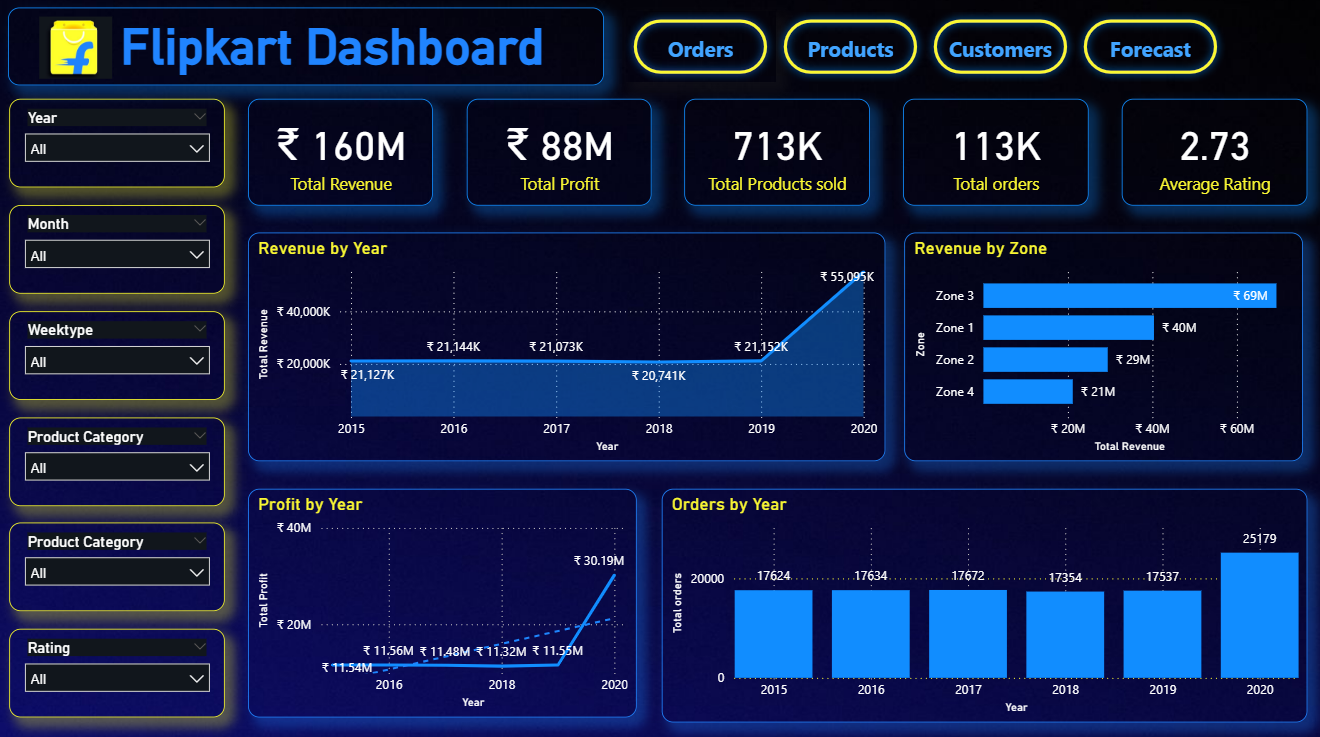 Flipkart Dashboard
Orders
Products
Customers
Forecast
Year
All
Month
All
Weektype
All
Product Category
All
Product Category
All
Rating
All
₹ 160M
Total Revenue
₹ 88M
Total Profit
713K
Total Products sold
113K
Total orders
2.73
Average Rating
Revenue by Year
Total Revenue
₹ 40,000K
₹ 20,000K
₹ 21,127K
₹ 21,144K
₹ 21,073K
₹ 20,741K
₹ 21,152K
₹ 55,095K
2015
2016
2017
2018
2019
2020
Year
Revenue by Zone
Zone
Zone 3
₹ 69M
Zone 1
₹ 40M
Zone 2
₹ 29M
Zone 4
₹ 21M
₹ 20M
₹ 40M
₹ 60M
Total Revenue
Profit by Year
Total Profit
₹ 40M
₹ 20M
₹ 11.54M
₹ 11.56M
₹ 11.48M
₹ 11.32M
₹ 11.55M
₹ 30.19M
2016
2018
2020
Year
Orders by Year
Total orders
20000
0
17624
17634
17672
17354
17537
25179
2015
2016
2017
2018
2019
2020
Year